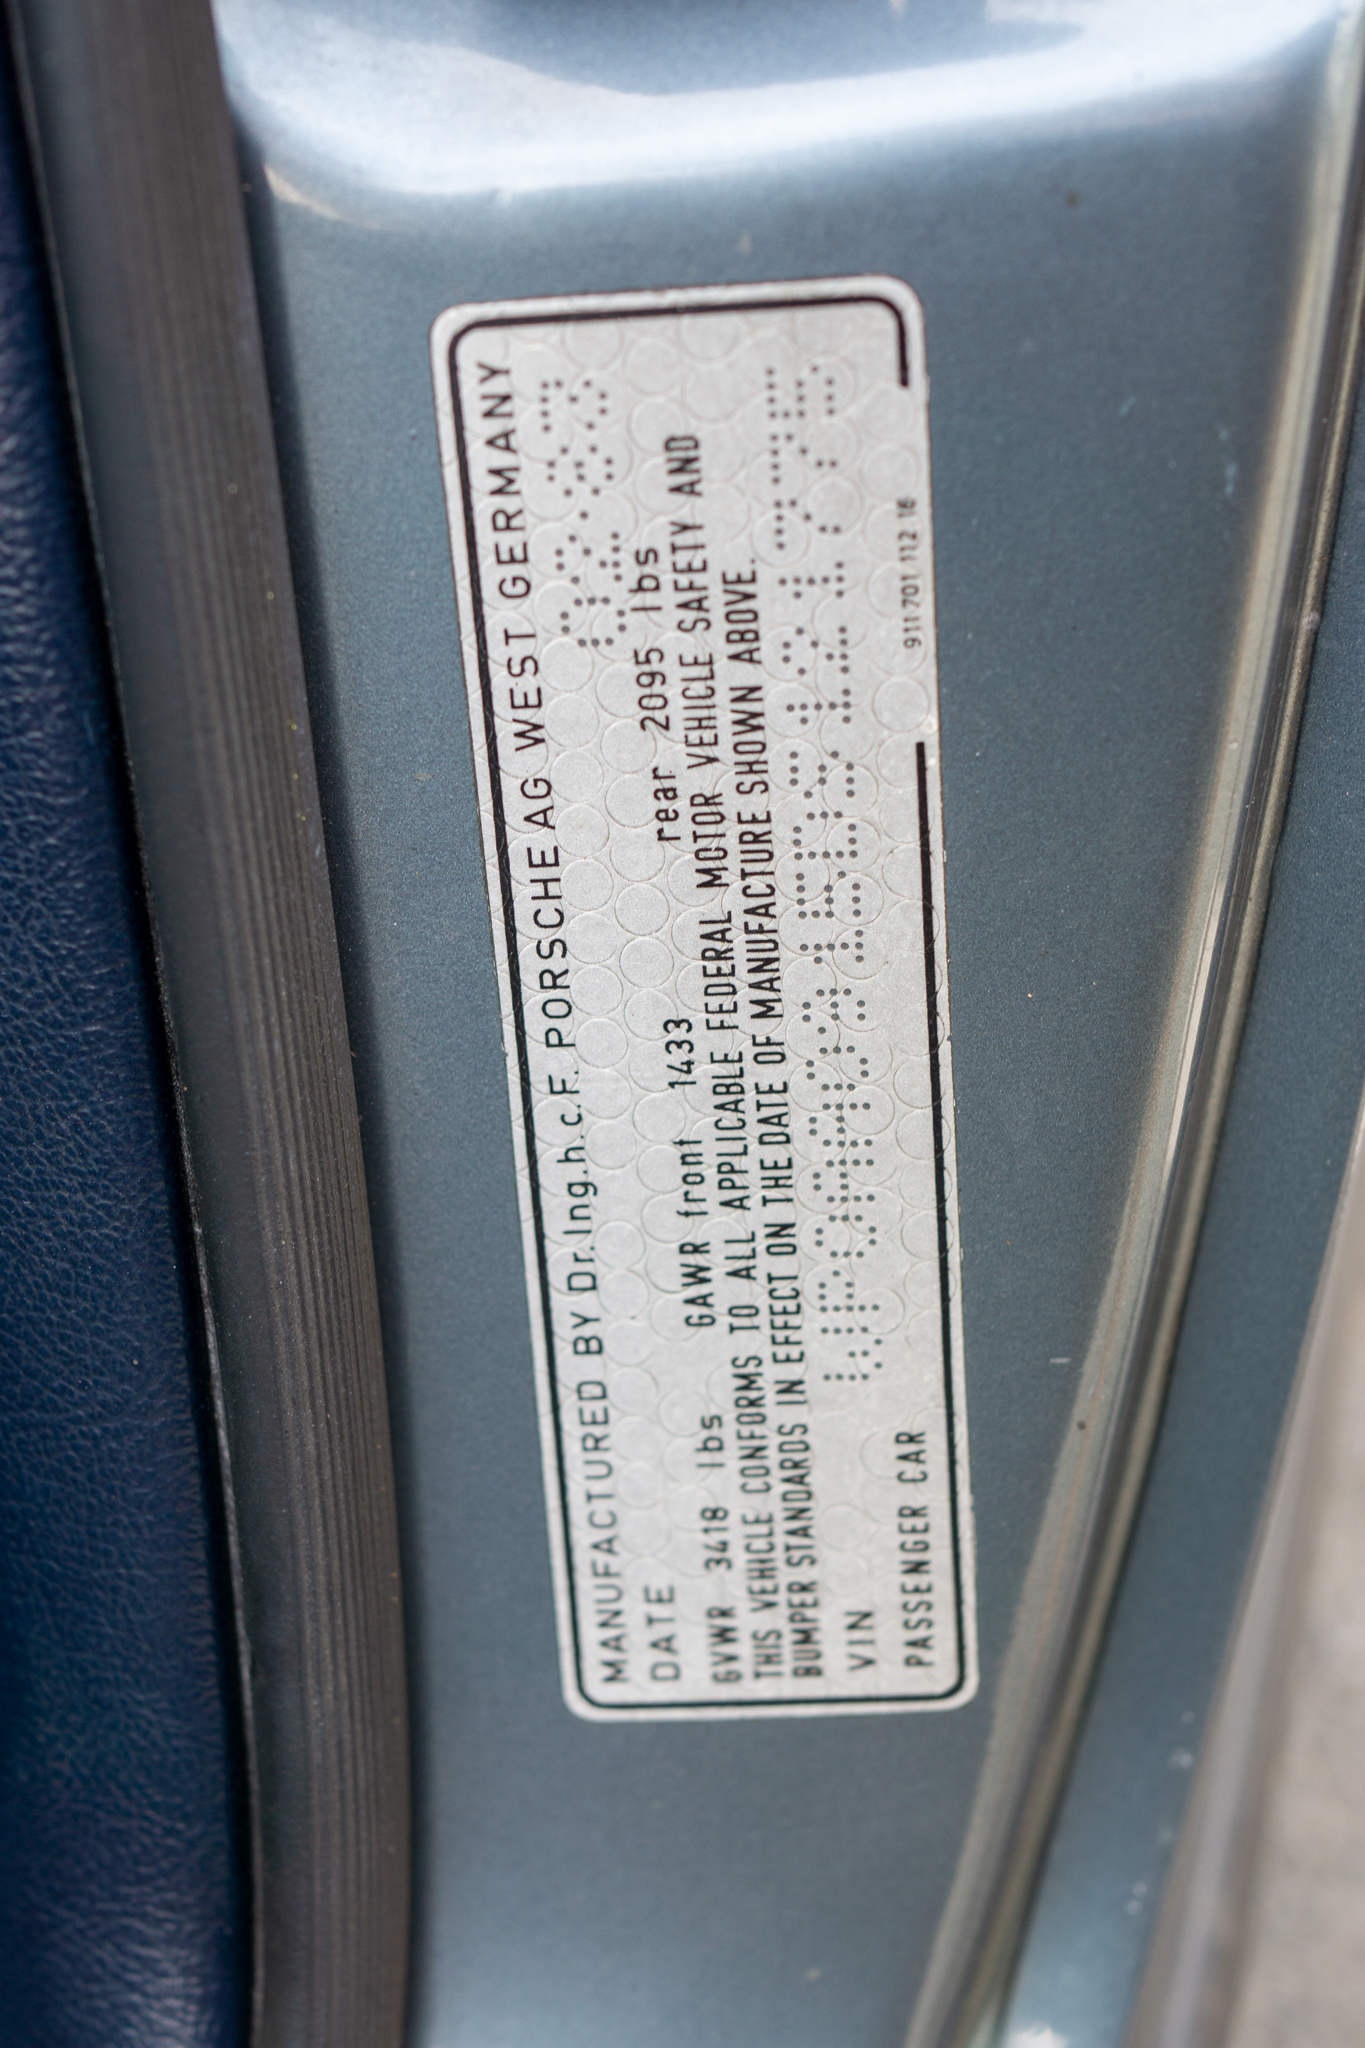 MANUFACTURED BY Dr.Ing.h.c.F. PORSCHE AG WEST GERMANY
DATE
GVWR 3418 lbs GAWR front 1433 rear 2095 lbs
THIS VEHICLE CONFORMS TO ALL APPLICABLE FEDERAL MOTOR VEHICLE SAFETY AND
BUMPER STANDARDS IN EFFECT ON THE DATE OF MANUFACTURE SHOWN ABOVE.
VIN
PASSENGER CAR
911 701 112 16